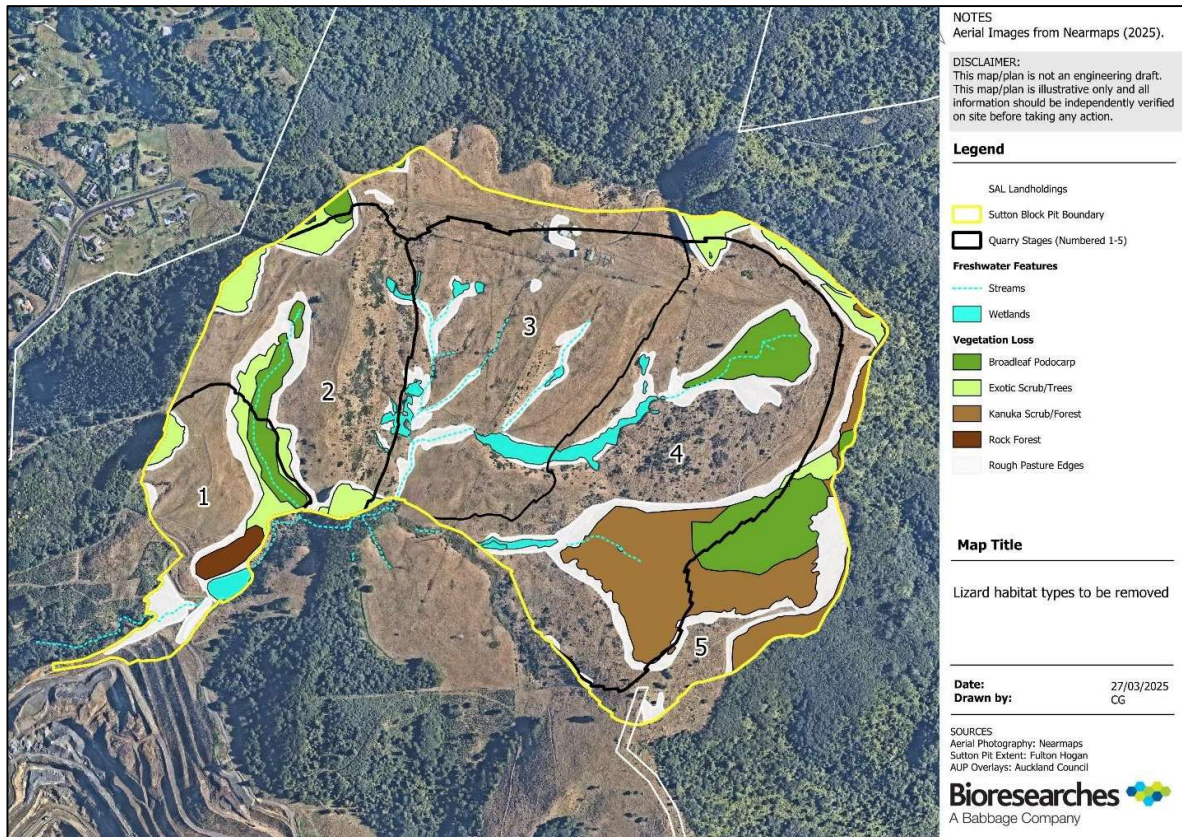 NOTES
Aerial Images from Nearmaps (2025).
DISCLAIMER:
This map/plan is not an engineering draft.
This map/plan is illustrative only and all
information should be independently verified
on site before taking any action.
Legend
SAL Landholdings
Sutton Block Pit Boundary
Quarry Stages (Numbered 1-5)
Freshwater Features
Streams
Wetlands
Vegetation Loss
Broadleaf Podocarp
Exotic Scrub/Trees
Kanuka Scrub/Forest
Rock Forest
Rough Pasture Edges
Map Title
Lizard habitat types to be removed
Date: 27/03/2025
Drawn by: CG
SOURCES
Aerial Photography: Nearmaps
Sutton Pit Extent: Fulton Hogan
AUP Overlays: Auckland Council
Bioresearches
A Babbage Company
1
2
3
4
5